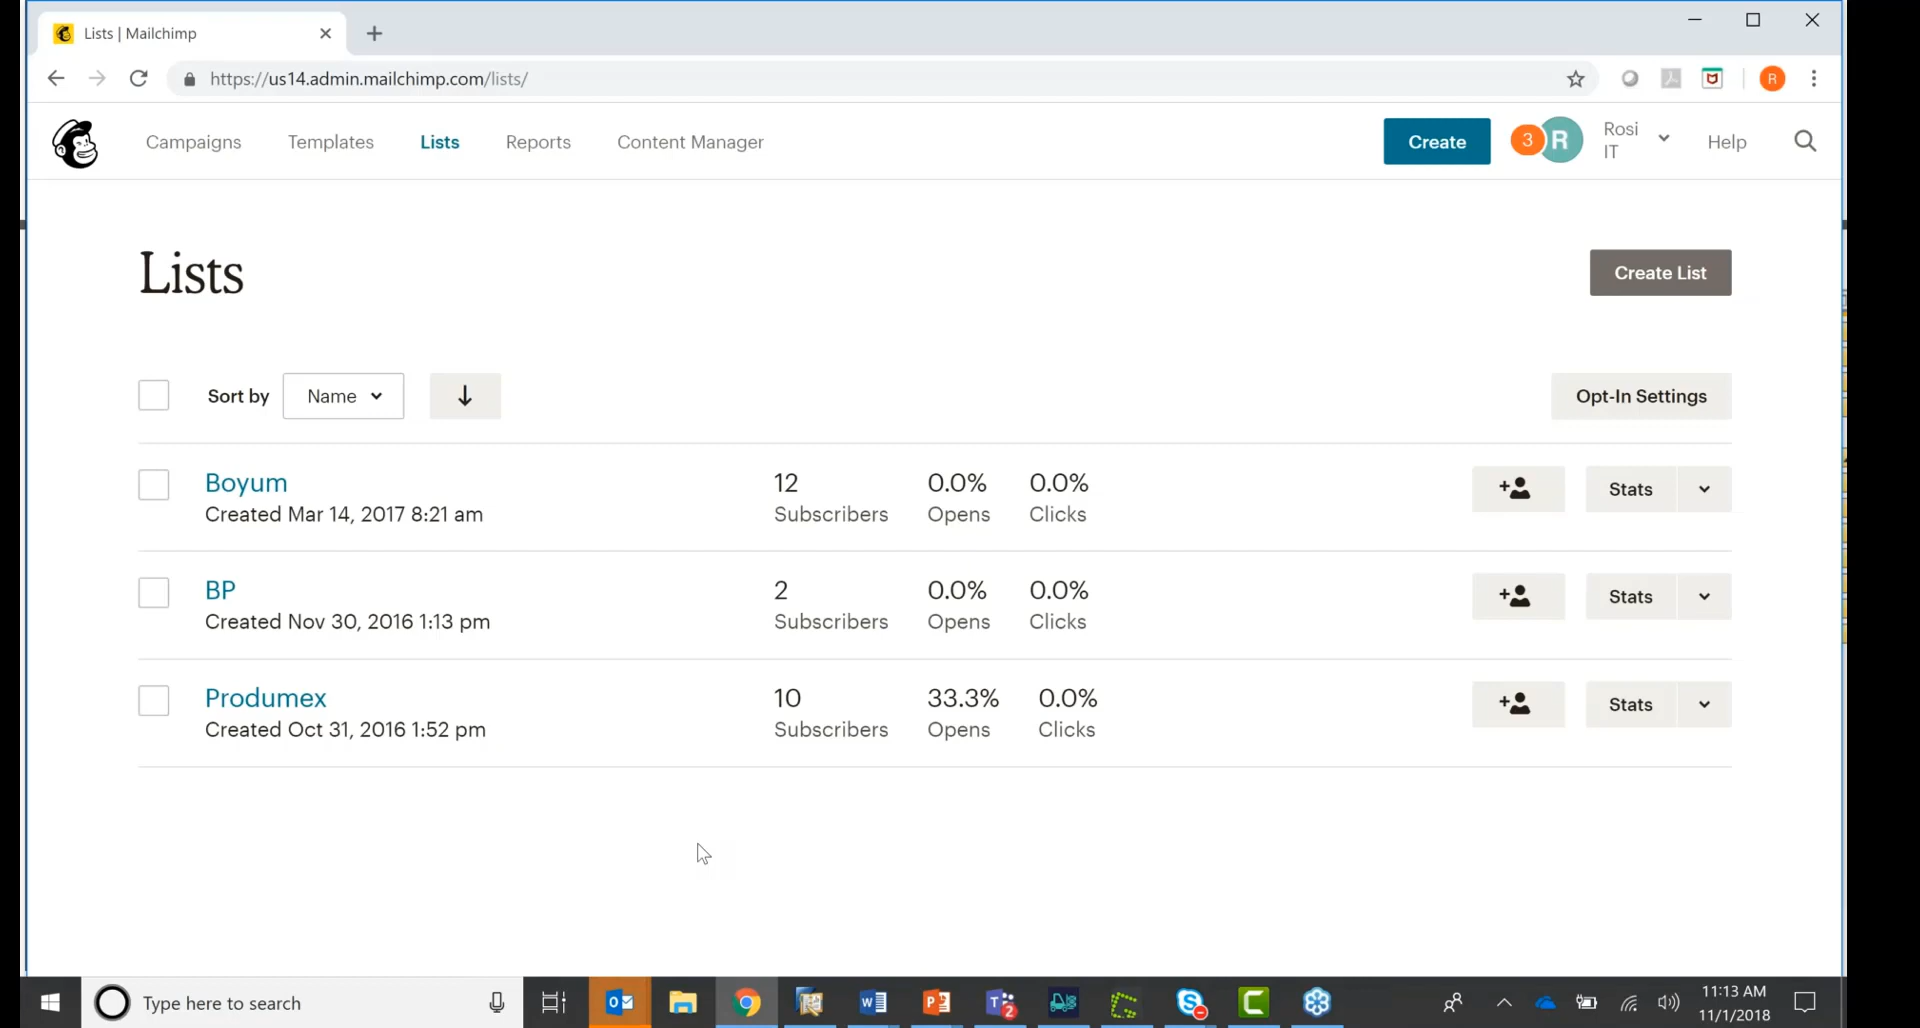 Lists | Mailchimp
https://us14.admin.mailchimp.com/lists/
R
Campaigns Templates Lists Reports Content Manager Create 3 R Rosi IT Help
Lists
Create List
Sort by Name
Opt-In Settings
Boyum 12 0.0% 0.0% Stats
Created Mar 14, 2017 8:21 am Subscribers Opens Clicks
BP 2 0.0% 0.0% Stats
Created Nov 30, 2016 1:13 pm Subscribers Opens Clicks
Produmex 10 33.3% 0.0% Stats
Created Oct 31, 2016 1:52 pm Subscribers Opens Clicks
Type here to search
11:13 AM
11/1/2018